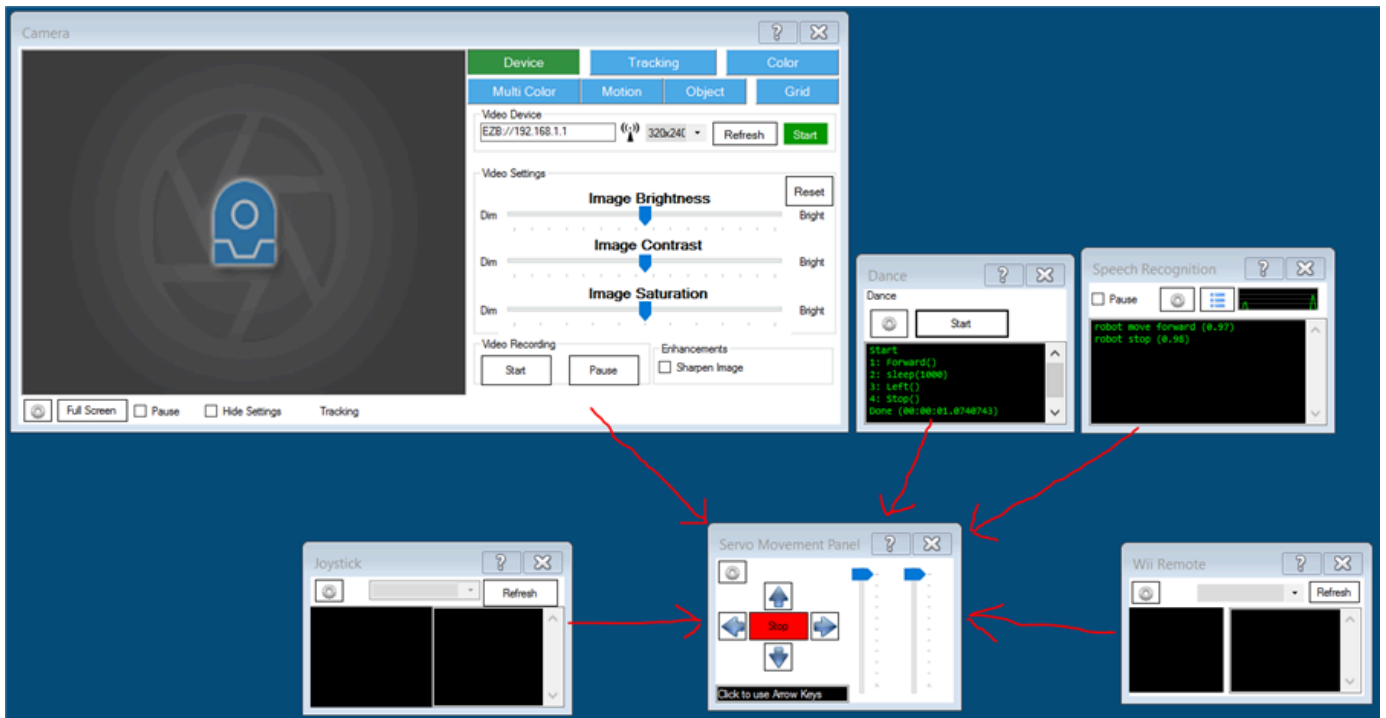 Camera
Device
Tracking
Color
Multi Color
Motion
Object
Grid
Video Device
EZB://192.168.1.1
320x240
Refresh
Start
Video Settings
Reset
Image Brightness
Dim
Bright
Image Contrast
Dim
Bright
Image Saturation
Dim
Bright
Video Recording
Start
Pause
Enhancements
Sharpen Image
Full Screen
Pause
Hide Settings
Tracking
Dance
Dance
Start
Start
1: Forward()
2: sleep(1000)
3: Left()
4: Stop()
Done (00:00:01.0740743)
Speech Recognition
Pause
robot move forward (0.97)
robot stop (0.98)
Joystick
Refresh
Servo Movement Panel
Stop
Click to use Arrow Keys
Wii Remote
Refresh